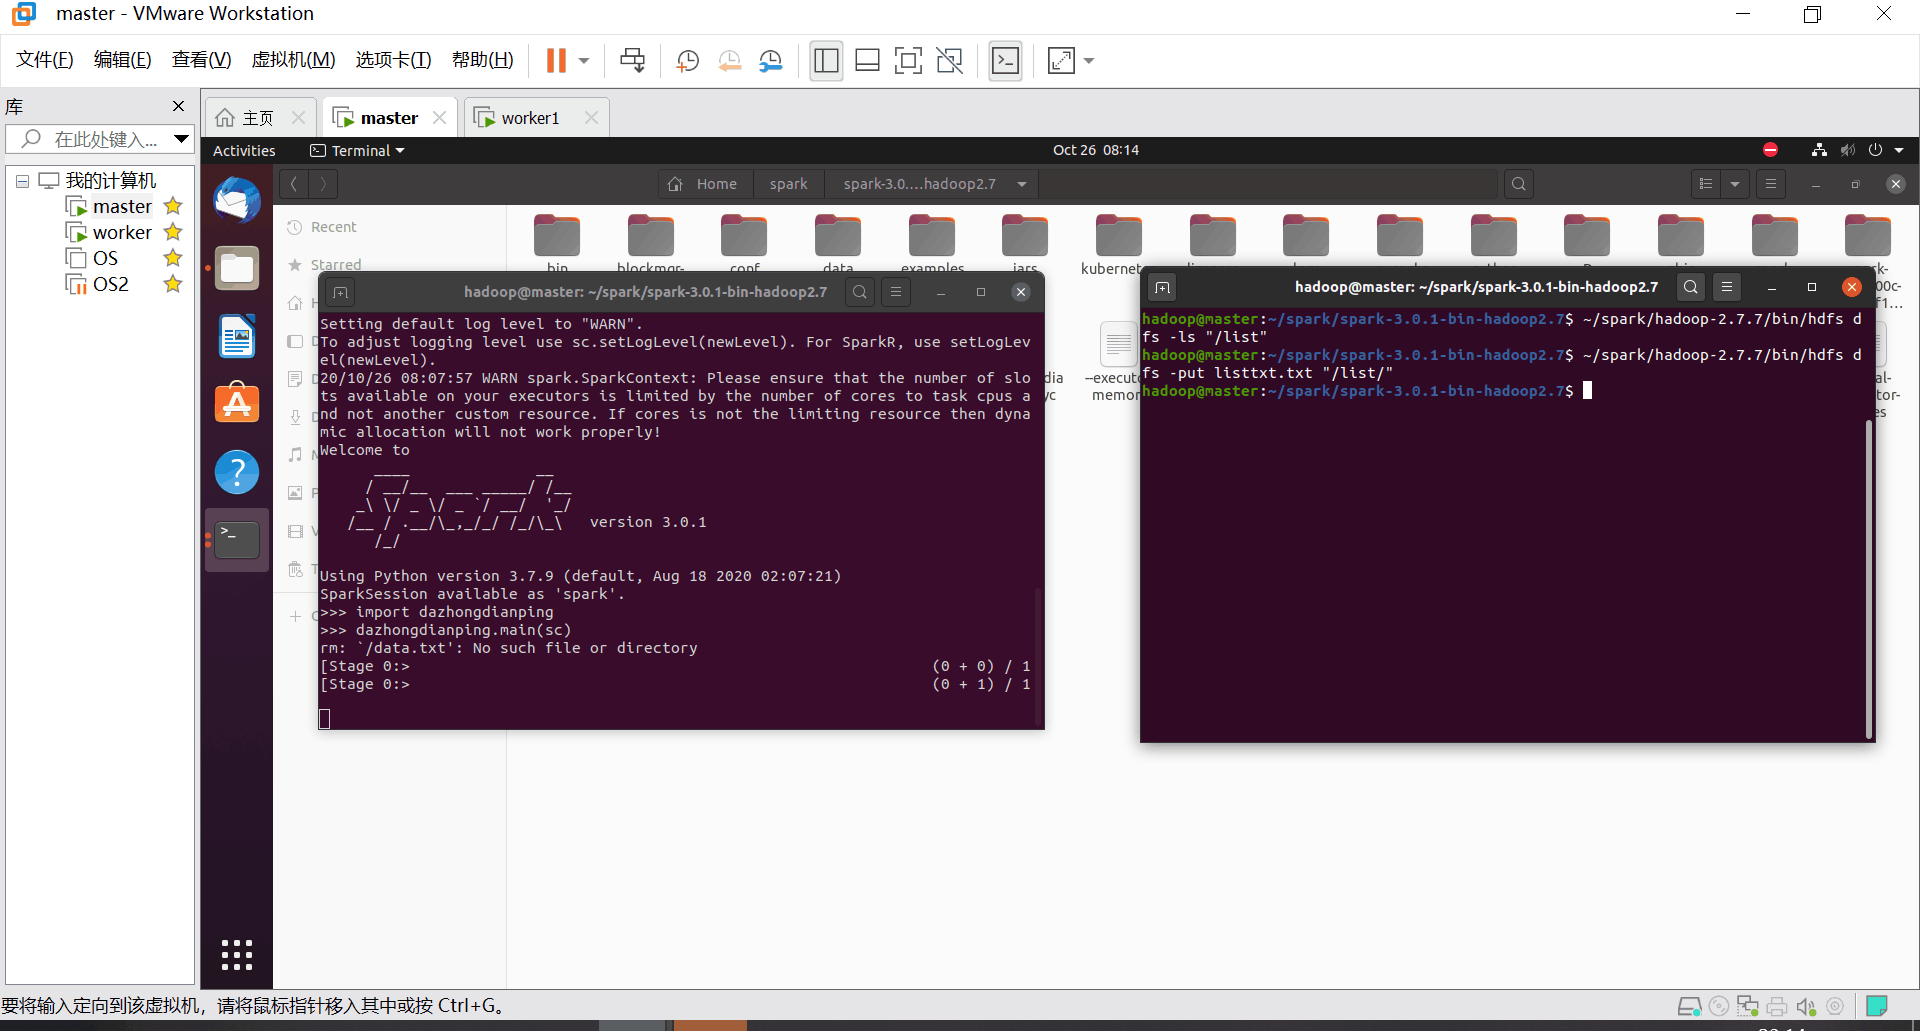 master - VMware Workstation
文件(F) 编辑(E) 查看(V) 虚拟机(M) 选项卡(T) 帮助(H)
库
在此处键入...
我的计算机
master
worker
OS
OS2
主页 master worker1
Activities Terminal Oct 26 08:14
Home spark spark-3.0....hadoop2.7
Recent
Starred
bin blockmgr- conf data examples jars kubernet
hadoop@master: ~/spark/spark-3.0.1-bin-hadoop2.7
Setting default log level to "WARN".
To adjust logging level use sc.setLogLevel(newLevel). For SparkR, use setLogLev
el(newLevel).
20/10/26 08:07:57 WARN spark.SparkContext: Please ensure that the number of slo
ts available on your executors is limited by the number of cores to task cpus a
nd not another custom resource. If cores is not the limiting resource then dyna
mic allocation will not work properly!
Welcome to
version 3.0.1
Using Python version 3.7.9 (default, Aug 18 2020 02:07:21)
SparkSession available as 'spark'.
>>> import dazhongdianping
>>> dazhongdianping.main(sc)
rm: `/data.txt': No such file or directory
[Stage 0:> (0 + 0) / 1
[Stage 0:> (0 + 1) / 1
--execut
memor
hadoop@master: ~/spark/spark-3.0.1-bin-hadoop2.7
hadoop@master:~/spark/spark-3.0.1-bin-hadoop2.7$ ~/spark/hadoop-2.7.7/bin/hdfs d
fs -ls "/list"
hadoop@master:~/spark/spark-3.0.1-bin-hadoop2.7$ ~/spark/hadoop-2.7.7/bin/hdfs d
fs -put listtxt.txt "/list/"
hadoop@master:~/spark/spark-3.0.1-bin-hadoop2.7$
要将输入定向到该虚拟机，请将鼠标指针移入其中或按 Ctrl+G。